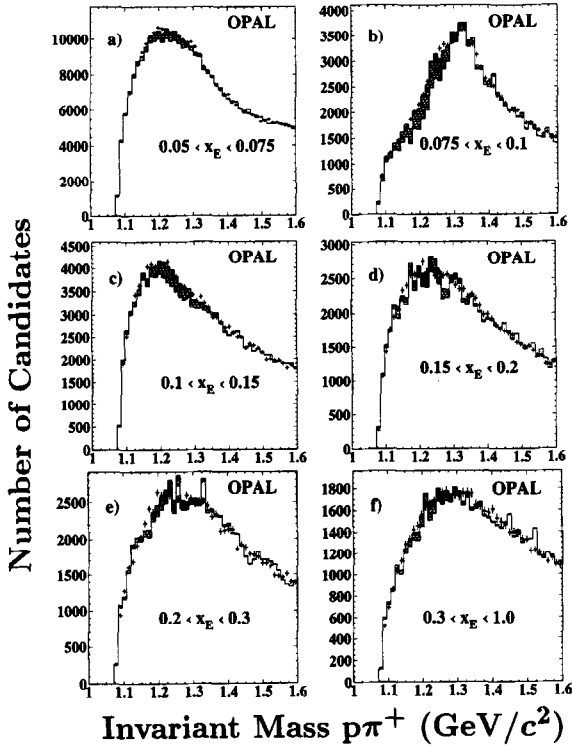 OPAL
a)
10000
8000
6000
4000
2000
0
0.05 < x_E < 0.075
1 1.1 1.2 1.3 1.4 1.5 1.6
OPAL
b)
4000
3500
3000
2500
2000
1500
1000
500
0
0.075 < x_E < 0.1
1 1.1 1.2 1.3 1.4 1.5 1.6
OPAL
c)
4500
4000
3500
3000
2500
2000
1500
1000
500
0
0.1 < x_E < 0.15
1 1.1 1.2 1.3 1.4 1.5 1.6
OPAL
d)
3000
2500
2000
1500
1000
500
0
0.15 < x_E < 0.2
1 1.1 1.2 1.3 1.4 1.5 1.6
OPAL
e)
2500
2000
1500
1000
500
0
0.2 < x_E < 0.3
1 1.1 1.2 1.3 1.4 1.5 1.6
OPAL
f)
1800
1600
1400
1200
1000
800
600
400
200
0
0.3 < x_E < 1.0
1 1.1 1.2 1.3 1.4 1.5 1.6
Number of Candidates
Invariant Mass pπ⁺ (GeV/c²)